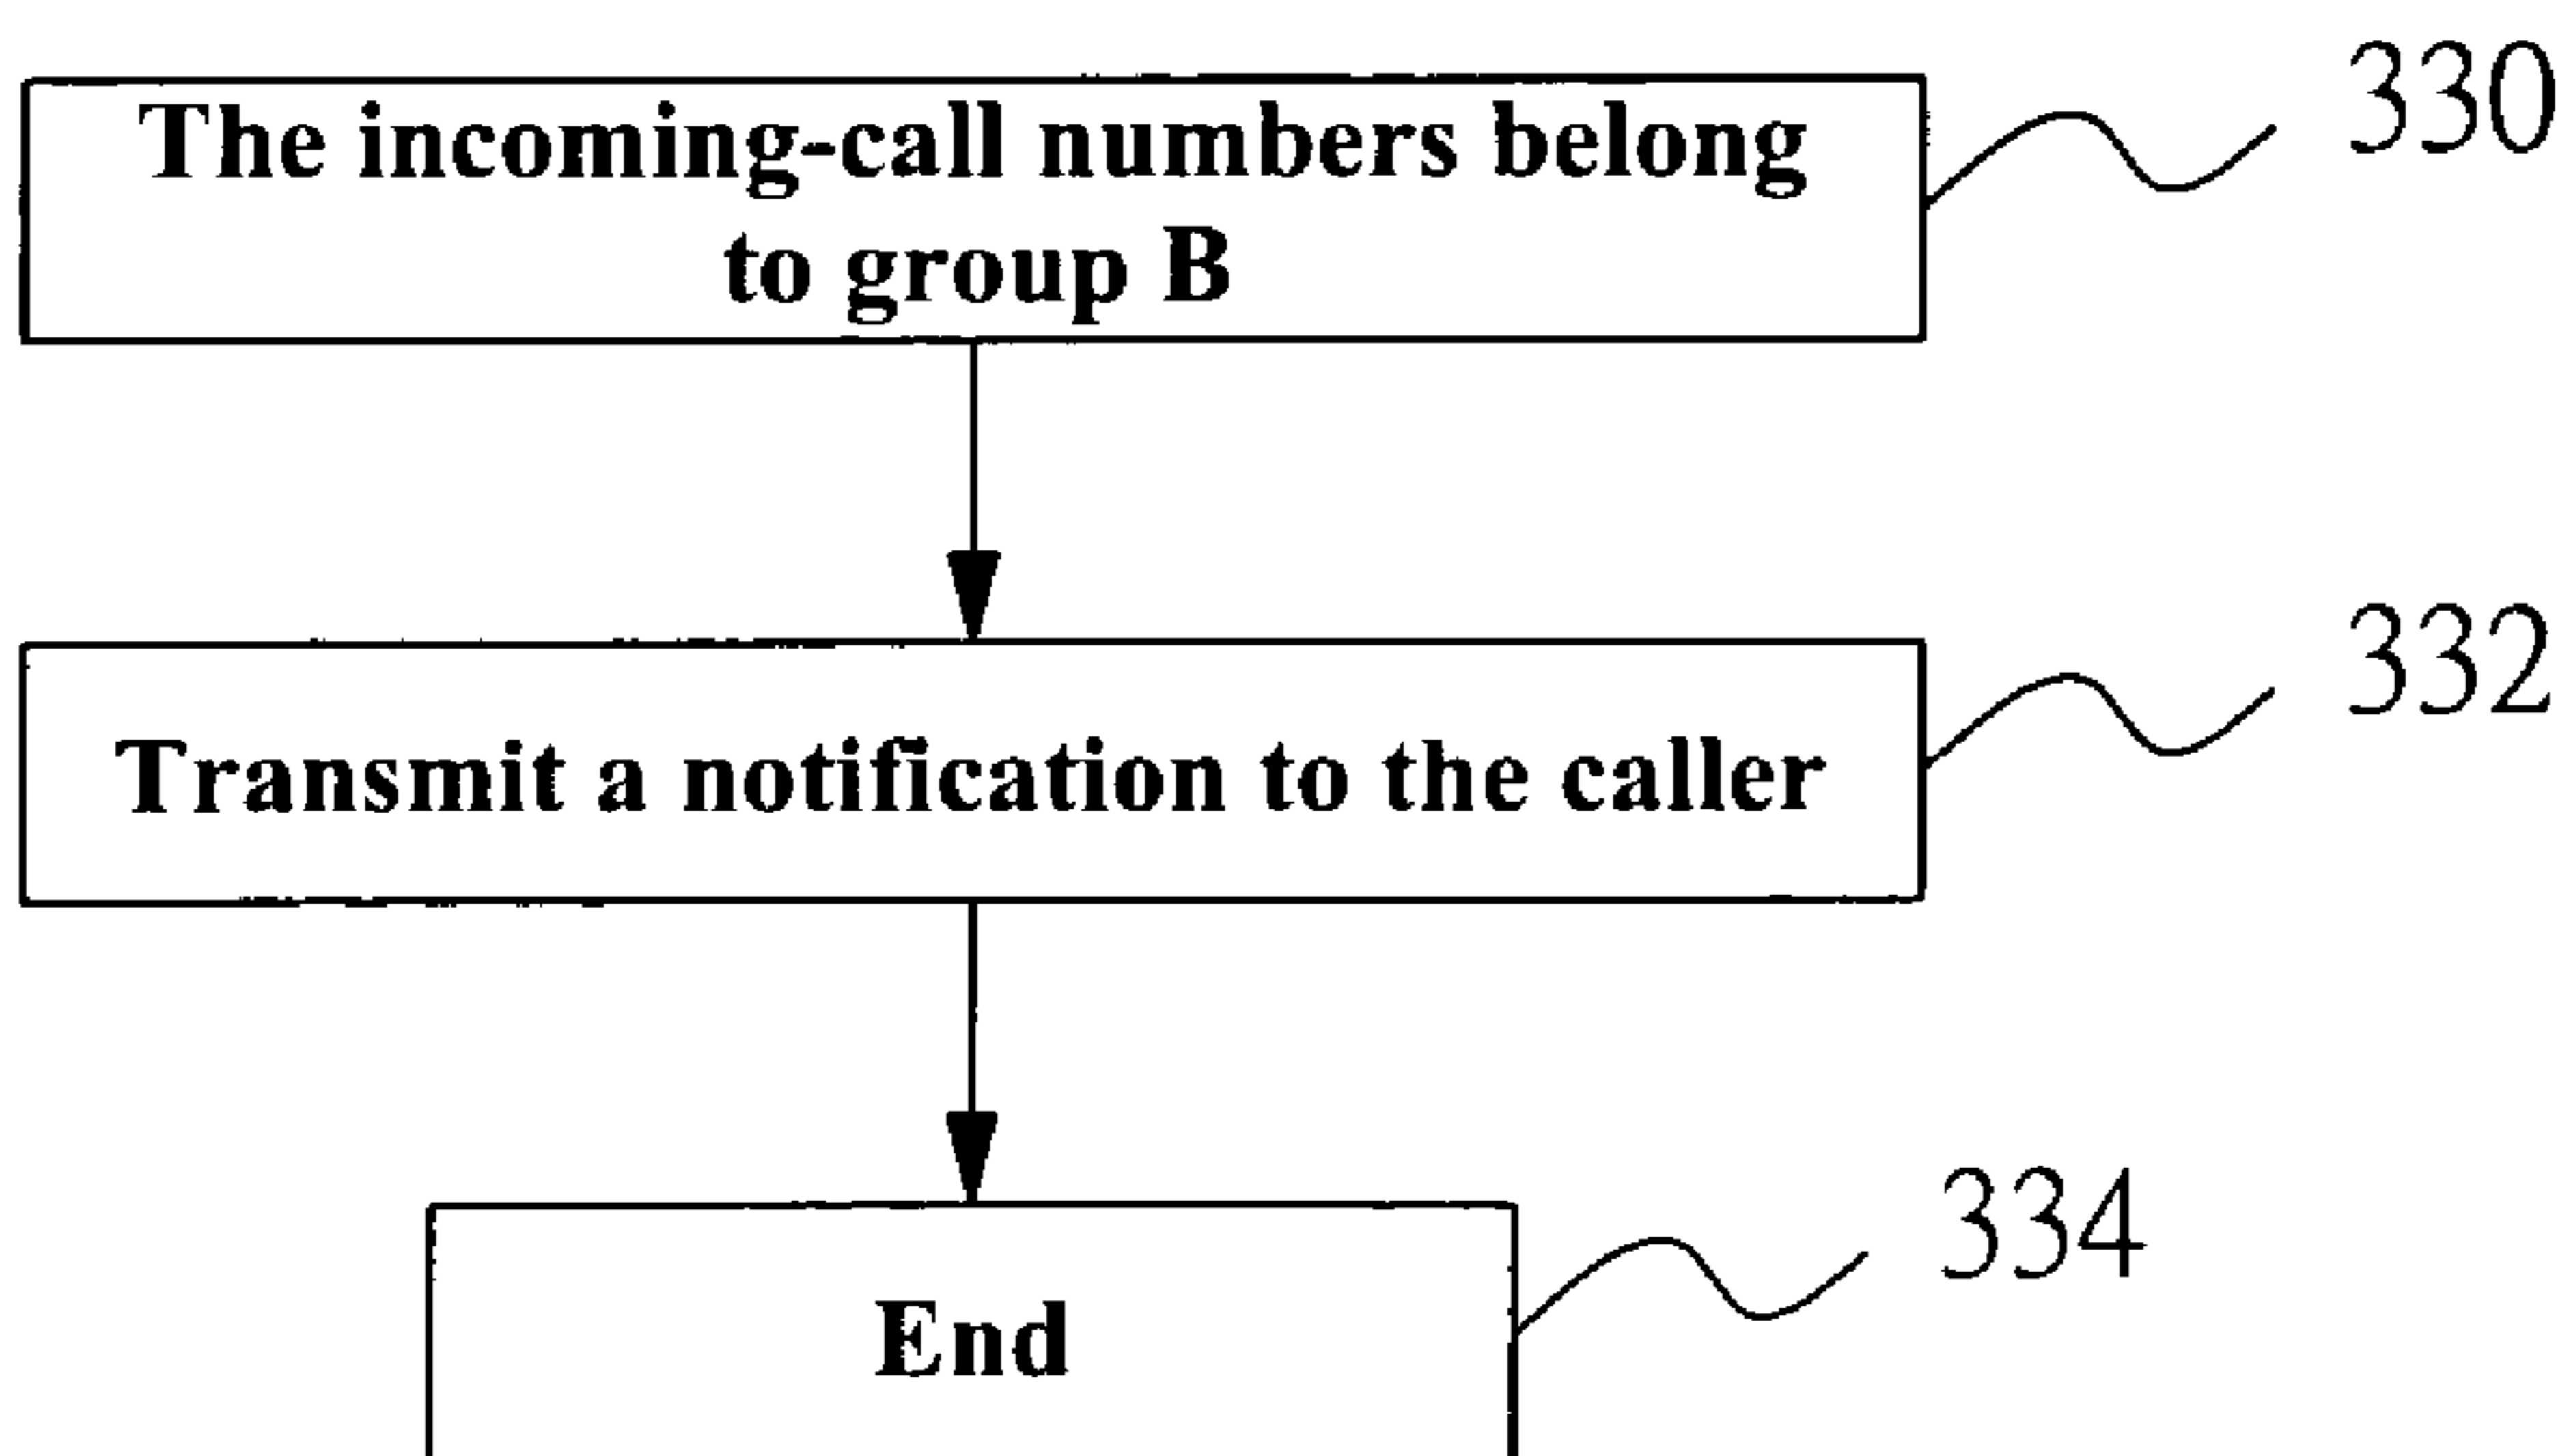 The incoming-call numbers belong
to group B
330
Transmit a notification to the caller
332
End
334